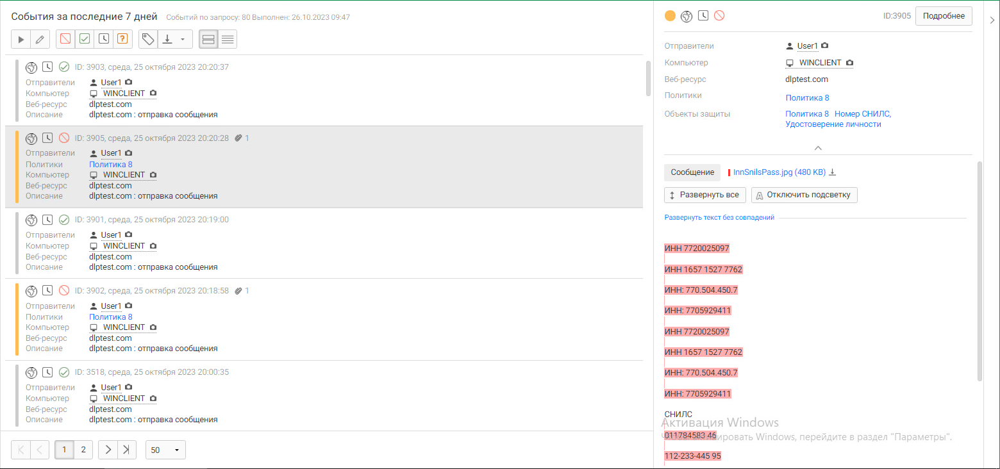 События за последние 7 дней Событий по запросу: 80 Выполнен: 26.10.2023 09:47
ID: 3903, среда, 25 октября 2023 20:20:37
Отправители User1
Компьютер WINCLIENT
Веб-ресурс dlptest.com
Описание dlptest.com : отправка сообщения
ID: 3905, среда, 25 октября 2023 20:20:28 1
Отправители User1
Политики Политика 8
Компьютер WINCLIENT
Веб-ресурс dlptest.com
Описание dlptest.com : отправка сообщения
ID: 3901, среда, 25 октября 2023 20:19:00
Отправители User1
Компьютер WINCLIENT
Веб-ресурс dlptest.com
Описание dlptest.com : отправка сообщения
ID: 3902, среда, 25 октября 2023 20:18:58 1
Отправители User1
Политики Политика 8
Компьютер WINCLIENT
Веб-ресурс dlptest.com
Описание dlptest.com : отправка сообщения
ID: 3518, среда, 25 октября 2023 20:00:35
Отправители User1
Компьютер WINCLIENT
Веб-ресурс dlptest.com
Описание dlptest.com : отправка сообщения
1 2 50
ID:3905 Подробнее
Отправители User1
Компьютер WINCLIENT
Веб-ресурс dlptest.com
Политики Политика 8
Объекты защиты Политика 8 Номер СНИЛС,
Удостоверение личности
Сообщение InnSnilsPass.jpg (480 KB)
Развернуть все Отключить подсветку
Развернуть текст без совпадений
ИНН 7720025097
ИНН 1657 1527 7762
ИНН: 770.504.450.7
ИНН: 7705929411
ИНН 7720025097
ИНН 1657 1527 7762
ИНН: 770.504.450.7
ИНН: 7705929411
СНИЛС
Активация Windows
011784583 46
Windows, перейдите в раздел "Параметры".
112-233-445 95